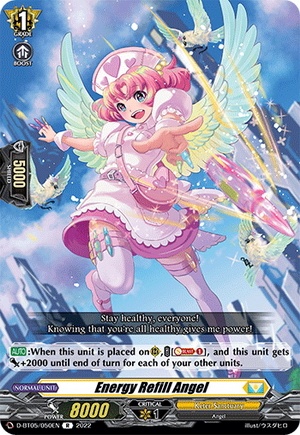 1
GRADE
BOOST
5000
SHIELD
Stay healthy, everyone!
Knowing that you're all healthy gives me power!
AUTO:When this unit is placed on , [ 1], and this unit gets
+2000 until end of turn for each of your other units.
NORMAL UNIT
Energy Refill Angel
POWER 8000
CRITICAL 1
Keter Sanctuary
Angel
D-BT05/050EN R 2022
illust/ウスダヒロ